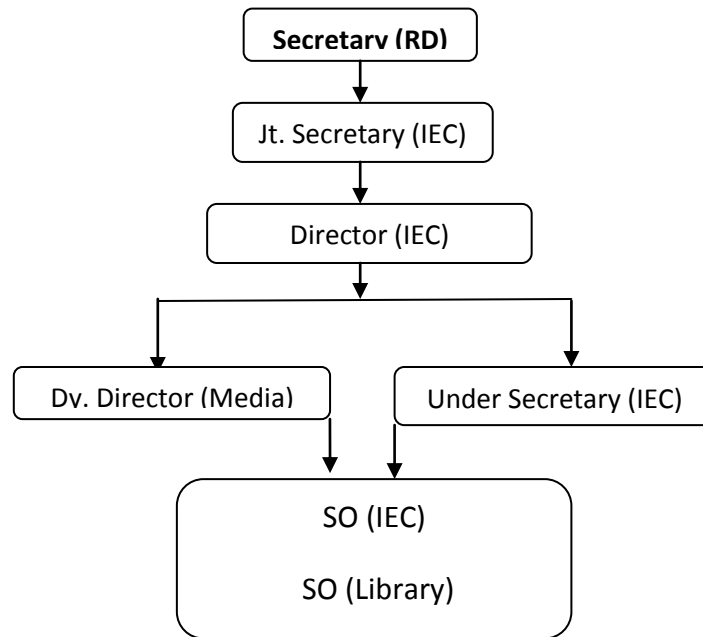 Secretary (RD)
Jt. Secretary (IEC)
Director (IEC)
Dy. Director (Media)
Under Secretary (IEC)
SO (IEC)
SO (Library)